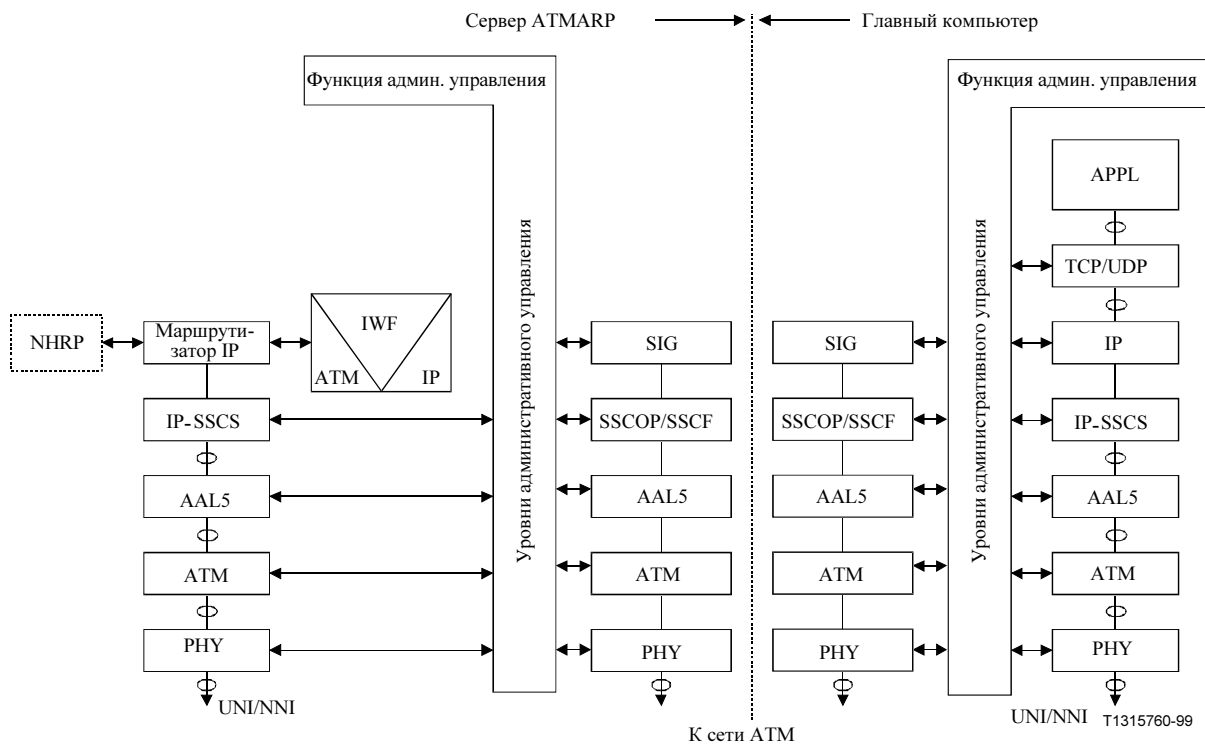 Сервер ATMARP
Главный компьютер
Функция админ. управления
Функция админ. управления
APPL
Уровни административного управления
Уровни административного управления
TCP/UDP
NHRP
Маршрути-
затор IP
IWF
ATM
IP
SIG
SIG
IP
IP-SSCS
SSCOP/SSCF
SSCOP/SSCF
IP-SSCS
AAL5
AAL5
AAL5
AAL5
ATM
ATM
ATM
ATM
PHY
PHY
PHY
PHY
UNI/NNI
UNI/NNI
T1315760-99
К сети ATM